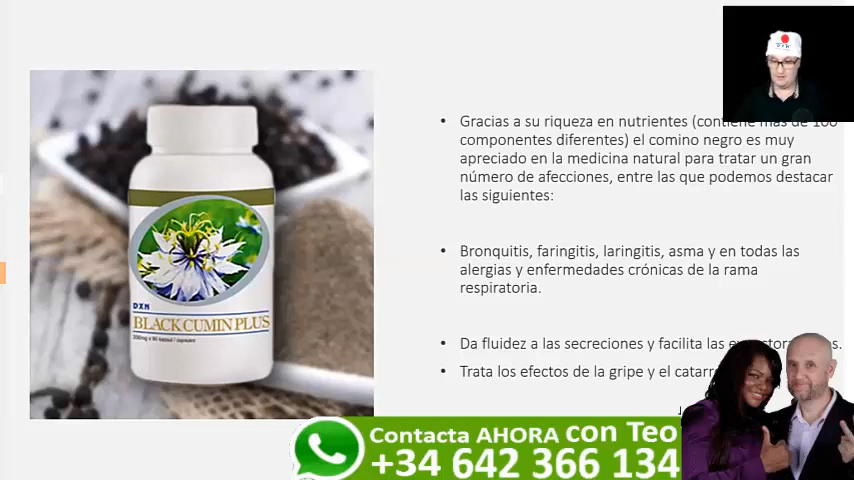 DXN
Gracias a su riqueza en nutrientes (contiene más de 100
componentes diferentes) el comino negro es muy
apreciado en la medicina natural para tratar un gran
número de afecciones, entre las que podemos destacar
las siguientes:
Bronquitis, faringitis, laringitis, asma y en todas las
alergias y enfermedades crónicas de la rama
respiratoria.
Da fluidez a las secreciones y facilita las
Trata los efectos de la gripe y el catarro
DXN
BLACK CUMIN PLUS
Contacta AHORA con Teo
+34 642 366 134